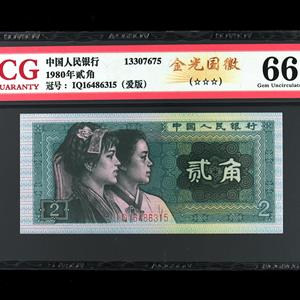 CG
GUARANTY
中国人民银行
1980年贰角
冠号：IQ16486315（爱版）
13307675
金光国徽
(☆☆☆)
66
Gem Uncirculated
中国人民银行
贰角
2
IQ16486315
2